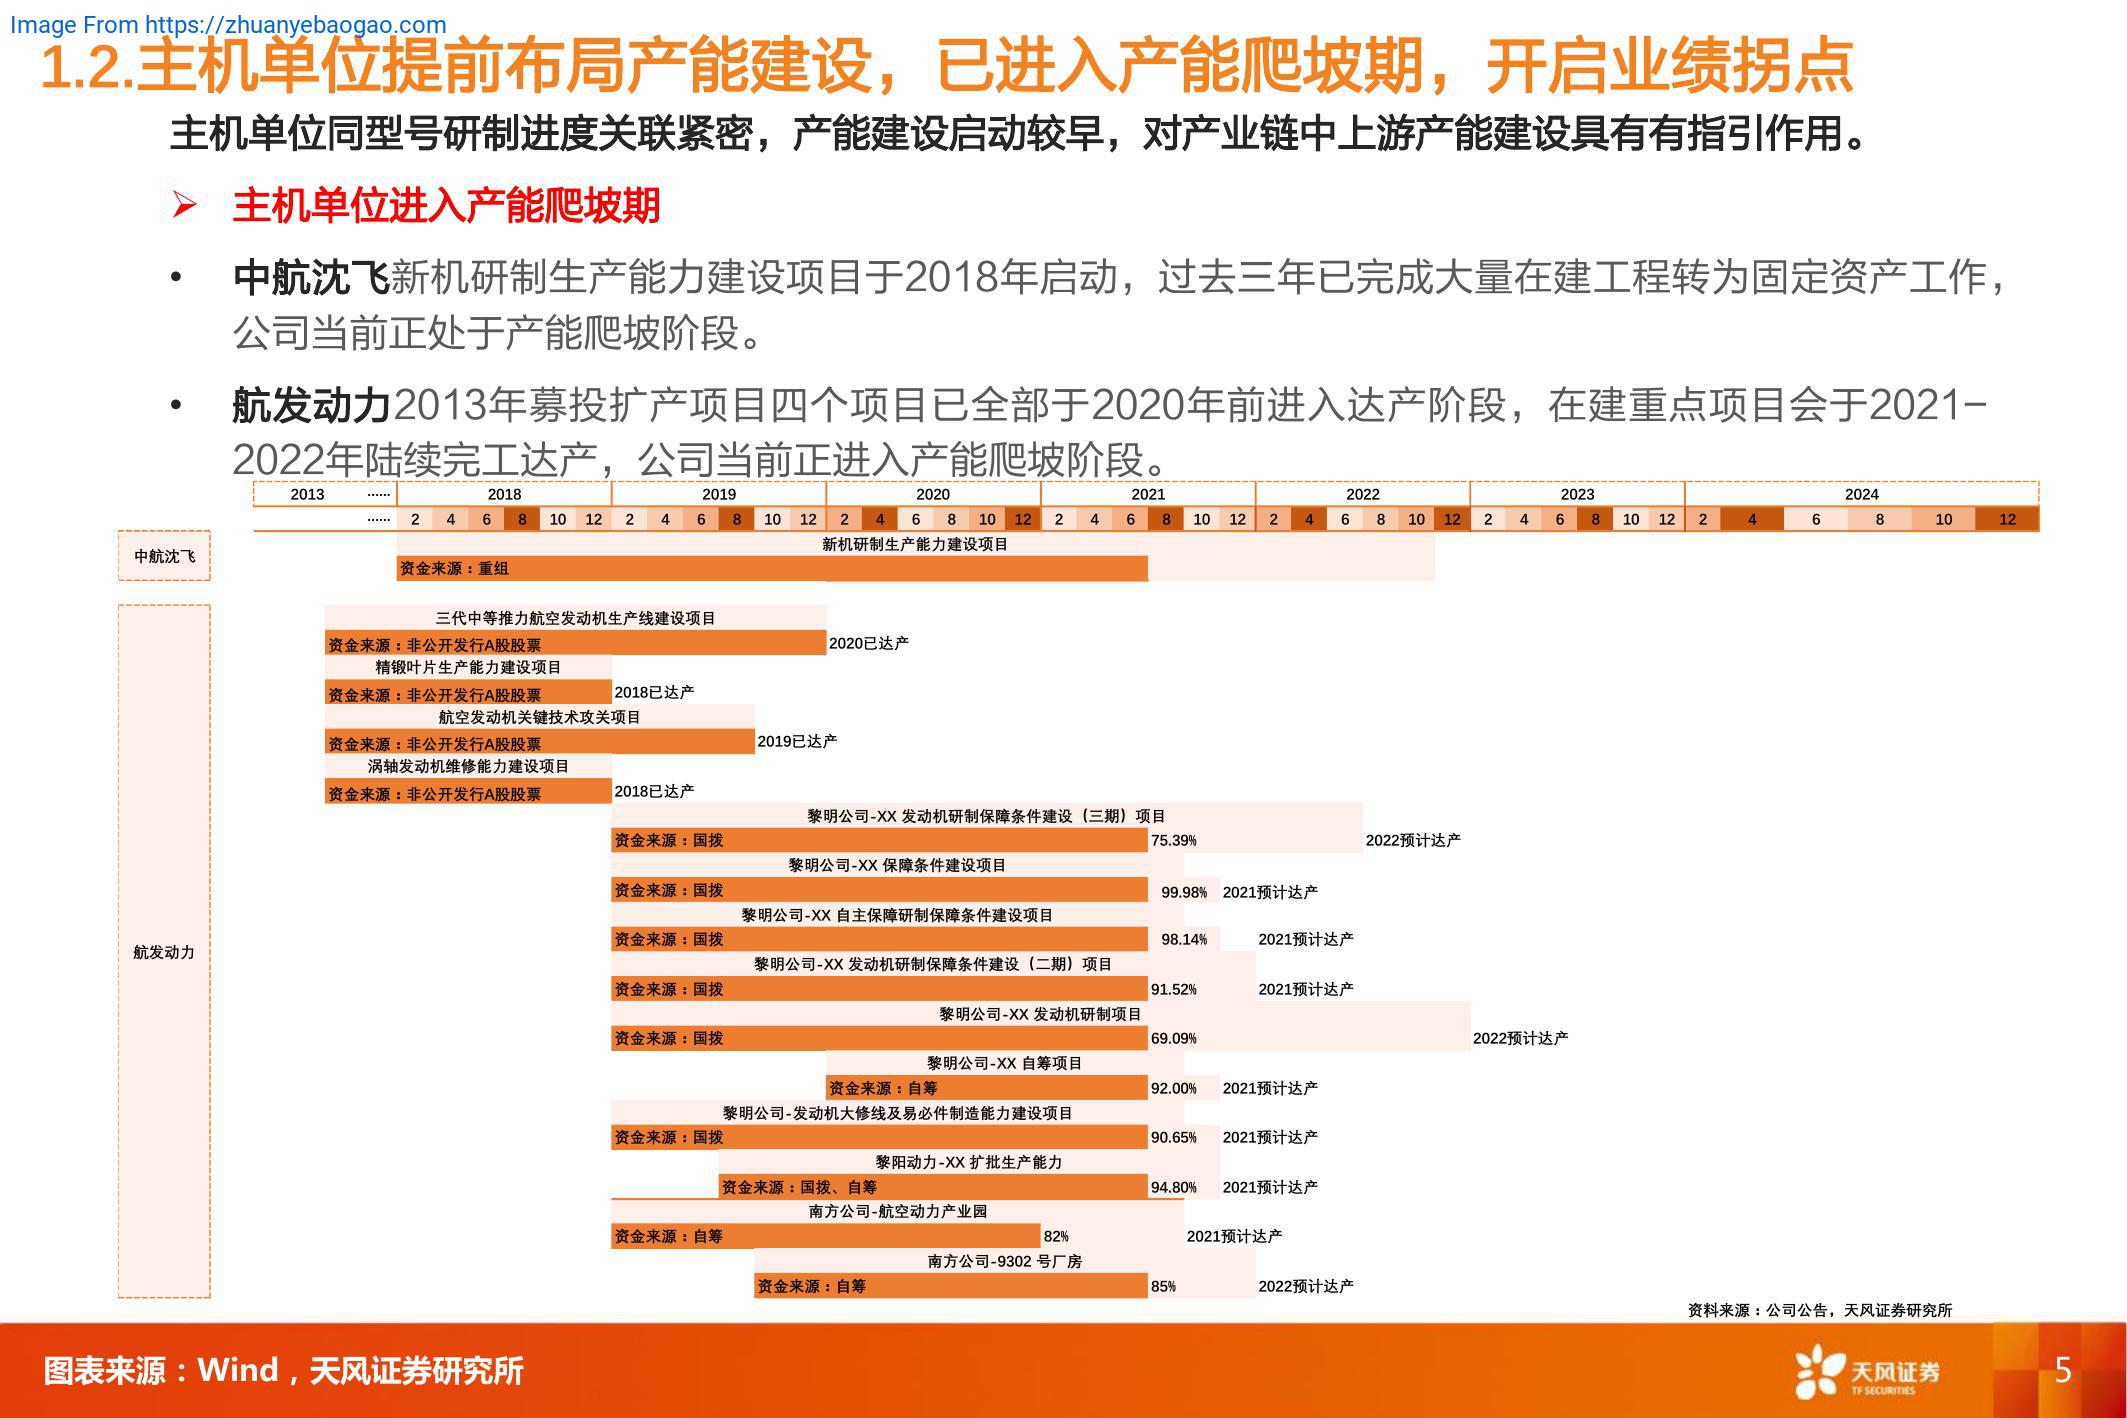 Image From https://zhuanyebaogao.com
1.2.主机单位提前布局产能建设，已进入产能爬坡期，开启业绩拐点
主机单位同型号研制进度关联紧密，产能建设启动较早，对产业链中上游产能建设具有有指引作用。
➢ 主机单位进入产能爬坡期
• 中航沈飞新机研制生产能力建设项目于2018年启动，过去三年已完成大量在建工程转为固定资产工作，
公司当前正处于产能爬坡阶段。
• 航发动力2013年募投扩产项目四个项目已全部于2020年前进入达产阶段，在建重点项目会于2021-
2022年陆续完工达产，公司当前正进入产能爬坡阶段。
2013 ...... 2018 2019 2020 2021 2022 2023 2024
...... 2 4 6 8 10 12 2 4 6 8 10 12 2 4 6 8 10 12 2 4 6 8 10 12 2 4 6 8 10 12 2 4 6 8 10 12 2 4 6 8 10 12
新机研制生产能力建设项目
中航沈飞
资金来源：重组
三代中等推力航空发动机生产线建设项目
资金来源：非公开发行A股股票 2020已达产
精锻叶片生产能力建设项目
资金来源：非公开发行A股股票 2018已达产
航空发动机关键技术攻关项目
资金来源：非公开发行A股股票 2019已达产
涡轴发动机维修能力建设项目
资金来源：非公开发行A股股票 2018已达产
黎明公司-XX 发动机研制保障条件建设（三期）项目
资金来源：国拨 75.39% 2022预计达产
黎明公司-XX 保障条件建设项目
资金来源：国拨 99.98% 2021预计达产
黎明公司-XX 自主保障研制保障条件建设项目
资金来源：国拨 98.14% 2021预计达产
航发动力
黎明公司-XX 发动机研制保障条件建设（二期）项目
资金来源：国拨 91.52% 2021预计达产
黎明公司-XX 发动机研制项目
资金来源：国拨 69.09% 2022预计达产
黎明公司-XX 自筹项目
资金来源：自筹 92.00% 2021预计达产
黎明公司-发动机大修线及易必件制造能力建设项目
资金来源：国拨 90.65% 2021预计达产
黎阳动力-XX 扩批生产能力
资金来源：国拨、自筹 94.80% 2021预计达产
南方公司-航空动力产业园
资金来源：自筹 82% 2021预计达产
南方公司-9302 号厂房
资金来源：自筹 85% 2022预计达产
资料来源：公司公告，天风证券研究所
图表来源：Wind，天风证券研究所
天风证券
TF SECURITIES
5